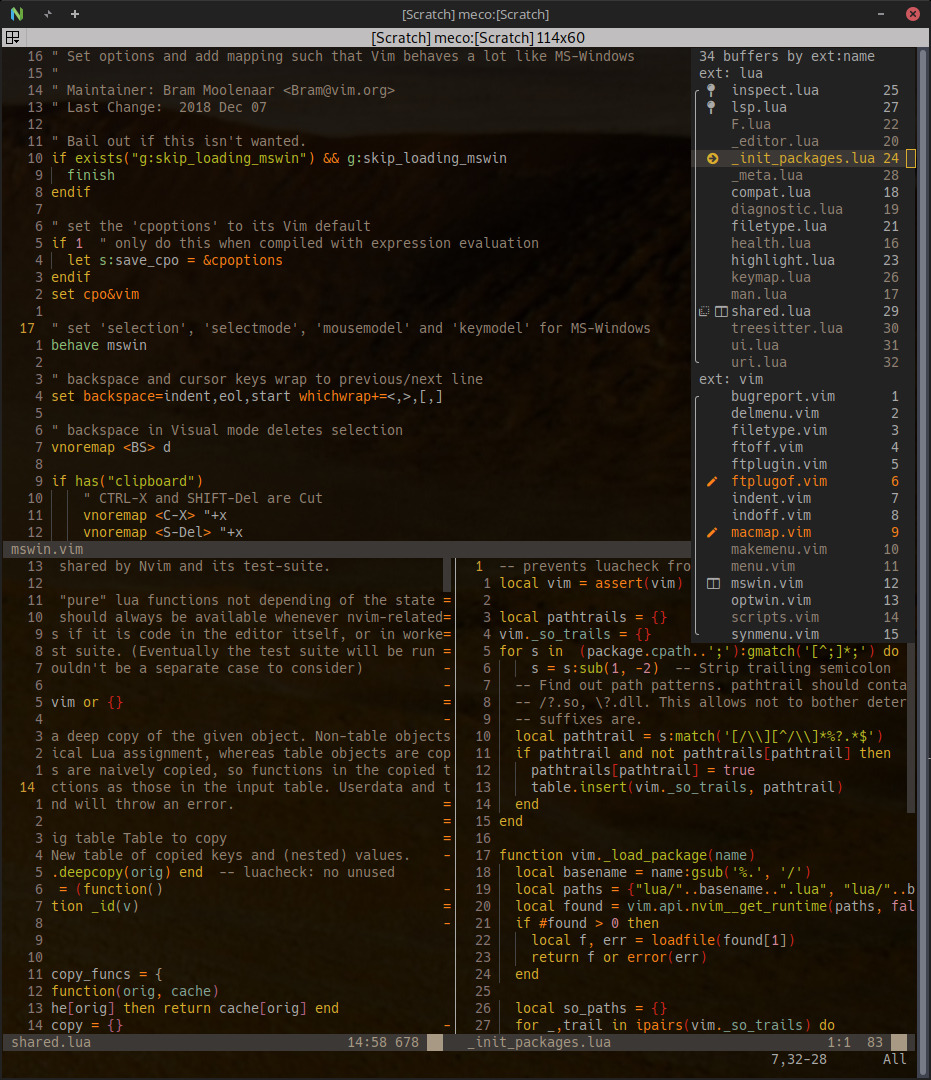 [Scratch] meco:[Scratch]
[Scratch] meco:[Scratch] 114x60
16 " Set options and add mapping such that Vim behaves a lot like MS-Windows
15 "
14 " Maintainer: Bram Moolenaar <Bram@vim.org>
13 " Last Change:  2018 Dec 07
12
11 " Bail out if this isn't wanted.
10 if exists("g:skip_loading_mswin") && g:skip_loading_mswin
9   finish
8 endif
7
6 " set the 'cpoptions' to its Vim default
5 if 1  " only do this when compiled with expression evaluation
4   let s:save_cpo = &cpoptions
3 endif
2 set cpo&vim
1
17 " set 'selection', 'selectmode', 'mousemodel' and 'keymodel' for MS-Windows
1 behave mswin
2
3 " backspace and cursor keys wrap to previous/next line
4 set backspace=indent,eol,start whichwrap+=<,>,[,]
5
6 " backspace in Visual mode deletes selection
7 vnoremap <BS> d
8
9 if has("clipboard")
10     " CTRL-X and SHIFT-Del are Cut
11     vnoremap <C-X> "+x
12     vnoremap <S-Del> "+x
mswin.vim
34 buffers by ext:name
ext: lua
inspect.lua 25
lsp.lua 27
F.lua 22
_editor.lua 20
_init_packages.lua 24
_meta.lua 28
compat.lua 18
diagnostic.lua 19
filetype.lua 21
health.lua 16
highlight.lua 23
keymap.lua 26
man.lua 17
shared.lua 29
treesitter.lua 30
ui.lua 31
uri.lua 32
ext: vim
bugreport.vim 1
delmenu.vim 2
filetype.vim 3
ftoff.vim 4
ftplugin.vim 5
ftplugof.vim 6
indent.vim 7
indoff.vim 8
macmap.vim 9
makemenu.vim 10
menu.vim 11
mswin.vim 12
optwin.vim 13
scripts.vim 14
synmenu.vim 15
13  shared by Nvim and its test-suite.
12
11  "pure" lua functions not depending of the state =
10  should always be available whenever nvim-related=
9 s if it is code in the editor itself, or in worke=
8 st suite. (Eventually the test suite will be run =
7 ouldn't be a separate case to consider) -
6 -
5 vim or {} =
4 -
3 a deep copy of the given object. Non-table objects
2 ical Lua assignment, whereas table objects are cop
1 s are naively copied, so functions in the copied t
14 ctions as those in the input table. Userdata and t
1 nd will throw an error. =
2 =
3 ig table Table to copy =
4 New table of copied keys and (nested) values. -
5 .deepcopy(orig) end  -- luacheck: no unused
6  = (function() -
7 tion _id(v) =
8 -
9
10
11 copy_funcs = {
12 function(orig, cache)
13 he[orig] then return cache[orig] end
14 copy = {} -
shared.lua 14:58 678
1 -- prevents luacheck fro
1 local vim = assert(vim)
2
3 local pathtrails = {}
4 vim._so_trails = {}
5 for s in  (package.cpath..';'):gmatch('[^;]*;') do
6     s = s:sub(1, -2)  -- Strip trailing semicolon
7   -- Find out path patterns. pathtrail should conta
8   -- /?.so, \?.dll. This allows not to bother deter
9   -- suffixes are.
10   local pathtrail = s:match('[/\\][^/\\]*%?.*$')
11   if pathtrail and not pathtrails[pathtrail] then
12     pathtrails[pathtrail] = true
13     table.insert(vim._so_trails, pathtrail)
14   end
15 end
16
17 function vim._load_package(name)
18   local basename = name:gsub('%.', '/')
19   local paths = {"lua/"..basename..".lua", "lua/"..b
20   local found = vim.api.nvim__get_runtime(paths, fal
21   if #found > 0 then
22     local f, err = loadfile(found[1])
23     return f or error(err)
24   end
25
26   local so_paths = {}
27   for _,trail in ipairs(vim._so_trails) do
_init_packages.lua 1:1 83
7,32-28 All